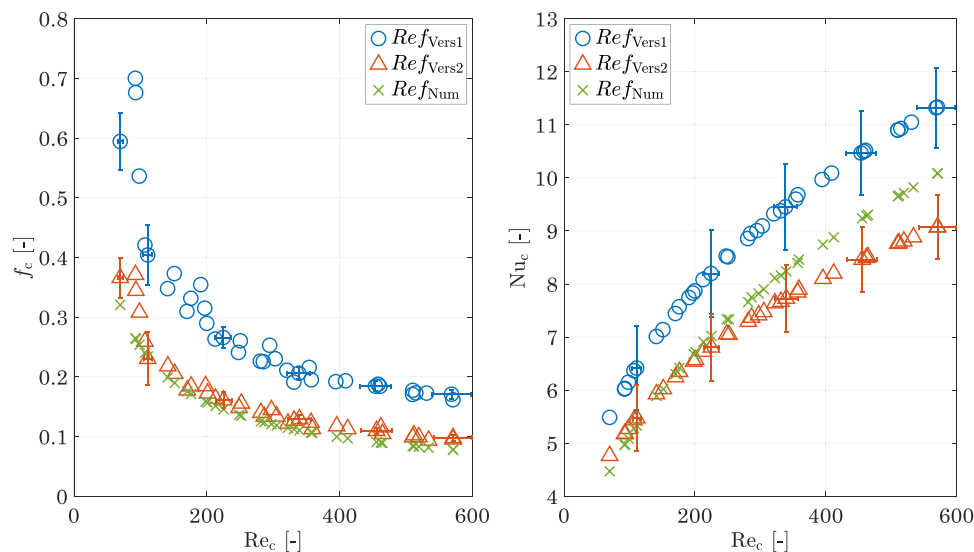 0.8
0.7
0.6
0.5
0.4
0.3
0.2
0.1
0
f_c [-]
0
200
400
600
Re_c [-]
Ref_Vers1
Ref_Vers2
Ref_Num
13
12
11
10
9
8
7
6
5
4
Nu_c [-]
0
200
400
600
Re_c [-]
Ref_Vers1
Ref_Vers2
Ref_Num